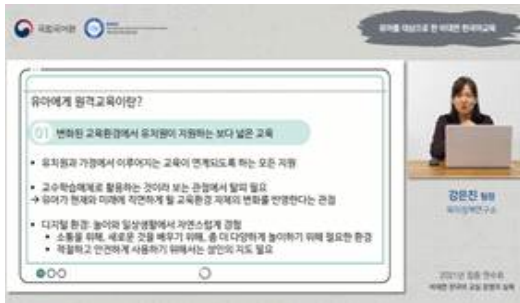 국립국어원
유아를 대상으로 한 비대면 한국어교육
유아에게 원격교육이란?
01 변화된 교육환경에서 유치원이 지원하는 보다 넓은 교육
• 유치원과 가정에서 이루어지는 교육이 연계되도록 하는 모든 지원
• 교수학습매체로 활용하는 것이라 보는 관점에서 탈피 필요
→ 유아가 현재와 미래에 직면하게 될 교육환경 자체의 변화를 반영한다는 관점
• 디지털 환경: 놀이와 일상생활에서 자연스럽게 경험
• 소통을 위해, 새로운 것을 배우기 위해, 좀 더 다양하게 놀이하기 위해 필요한 환경
• 적절하고 안전하게 사용하기 위해서는 성인의 지도 필요
강은진 팀장
육아정책연구소
2021년 집중 연수회
비대면 한국어 교실 운영의 실제